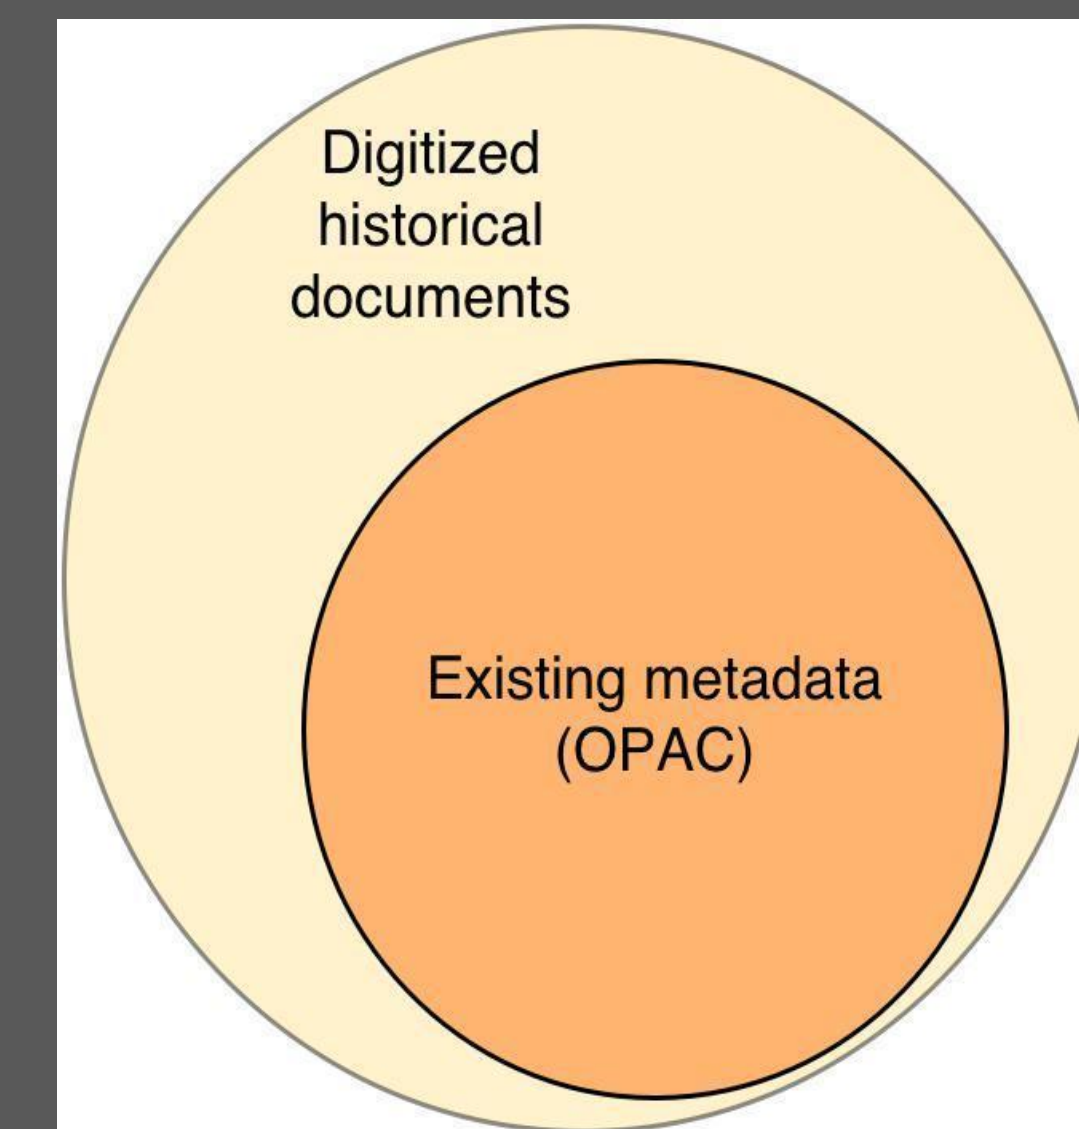 Digitized
historical
documents
Existing metadata
(OPAC)